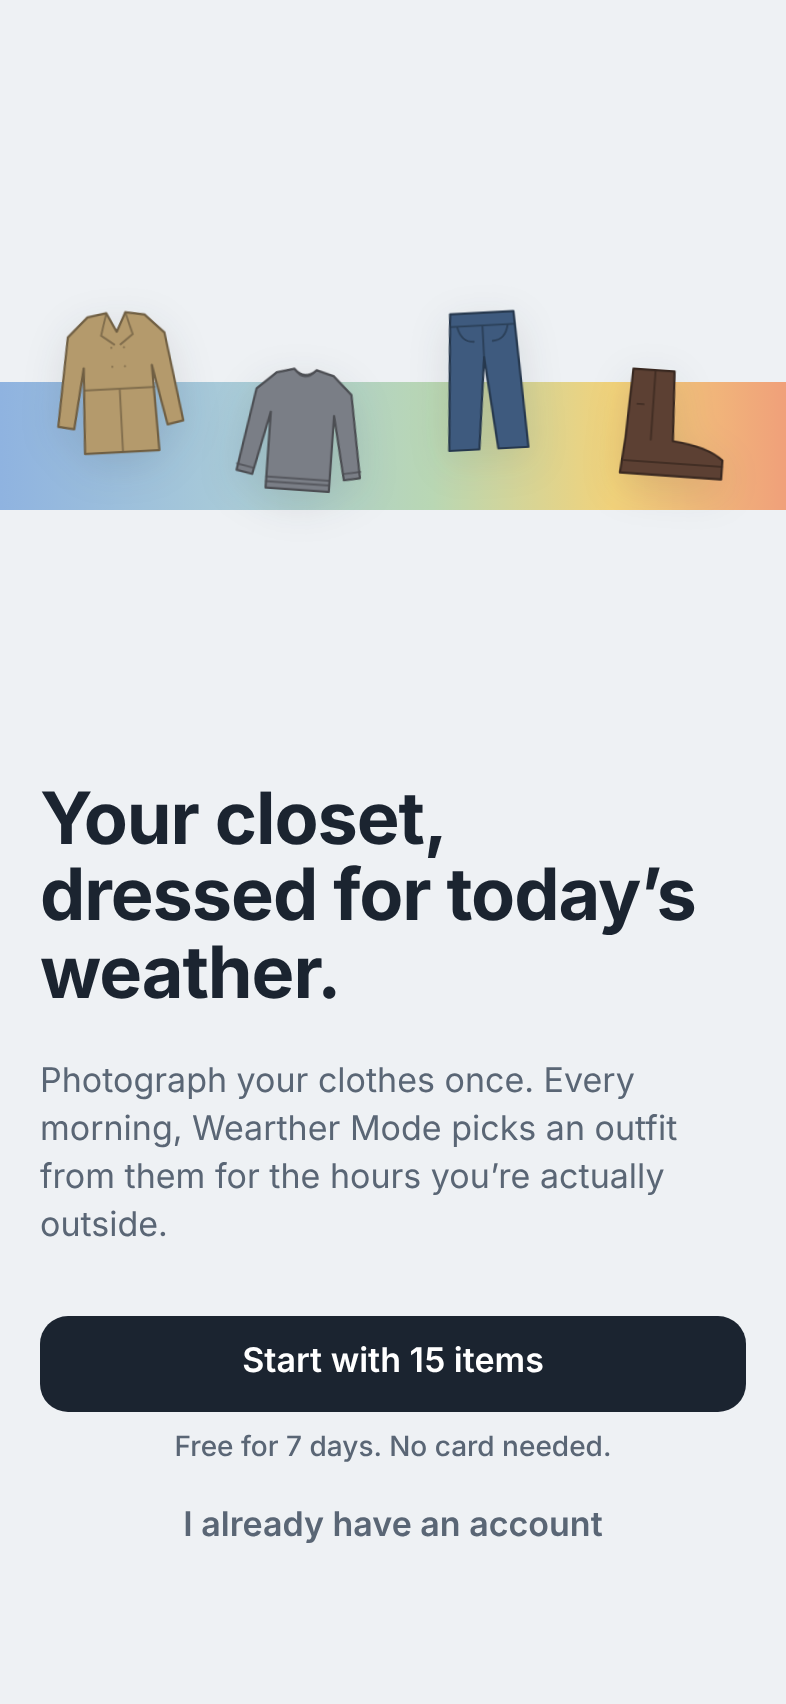 Your closet,
dressed for today’s
weather.
Photograph your clothes once. Every
morning, Wearther Mode picks an outfit
from them for the hours you’re actually
outside.
Start with 15 items
Free for 7 days. No card needed.
I already have an account